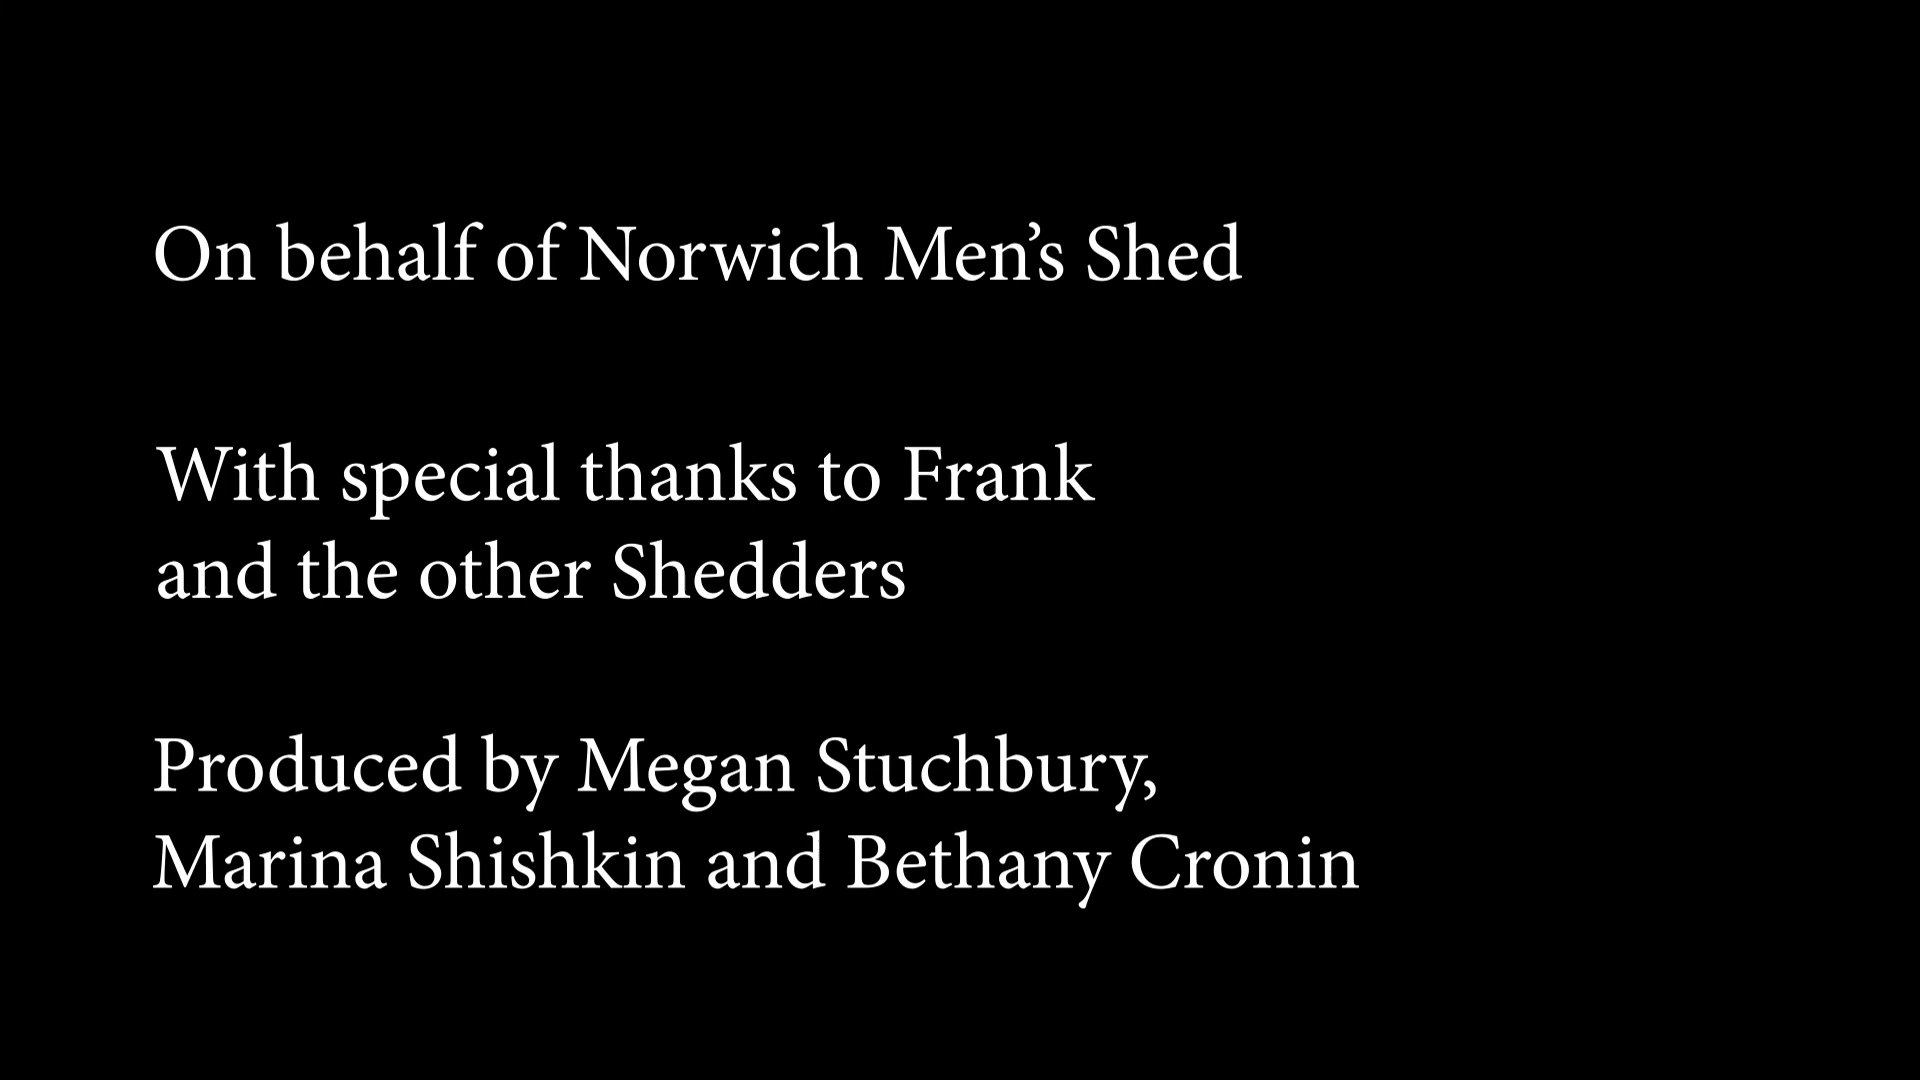 On behalf of Norwich Men’s Shed
With special thanks to Frank
and the other Shedders
Produced by Megan Stuchbury,
Marina Shishkin and Bethany Cronin